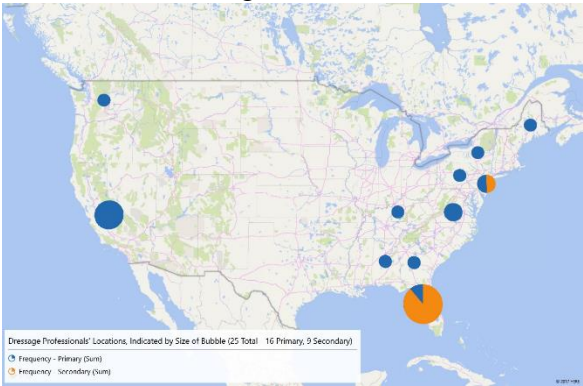 Dressage Professionals' Locations, Indicated by Size of Bubble (25 Total 16 Primary, 9 Secondary)
Frequency - Primary (Sum)
Frequency - Secondary (Sum)